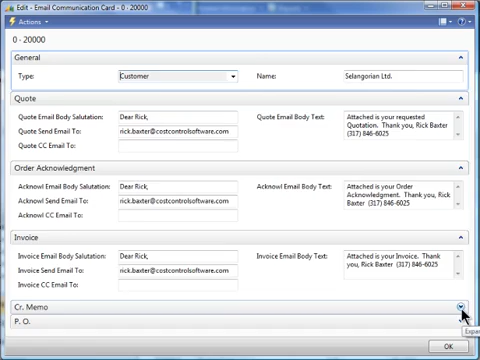 Edit - Email Communication Card - 0 - 20000
Actions
0 - 20000
General
Type: Customer Name: Selangorian Ltd.
Quote
Quote Email Body Salutation: Dear Rick, Quote Email Body Text: Attached is your requested
Quotation. Thank you, Rick Baxter
(317) 846-6025
Quote Send Email To: rick.baxter@costcontrolsoftware.com
Quote CC Email To:
Order Acknowledgment
Acknowl Email Body Salutation: Dear Rick, Acknowl Email Body Text: Attached is your Order
Acknowledgment. Thank you, Rick
Baxter (317) 846-6025
Acknowl Send Email To: rick.baxter@costcontrolsoftware.com
Acknowl CC Email To:
Invoice
Invoice Email Body Salutation: Dear Rick, Invoice Email Body Text: Attached is your Invoice. Thank
you, Rick Baxter (317) 846-6025
Invoice Send Email To: rick.baxter@costcontrolsoftware.com
Invoice CC Email To:
Cr. Memo
P. O.
OK